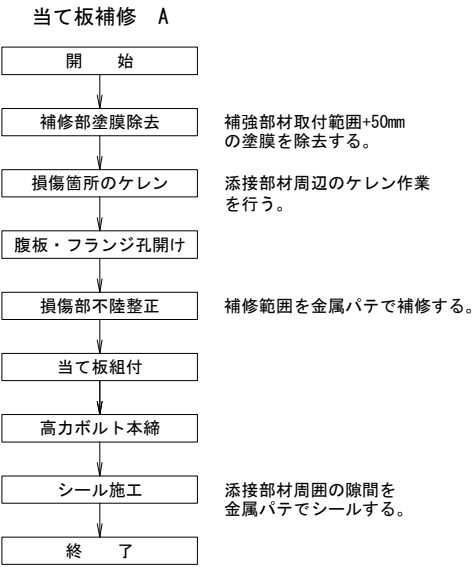 当て板補修 A
開 始
補修部塗膜除去
補強部材取付範囲+50mm
の塗膜を除去する。
損傷箇所のケレン
添接部材周辺のケレン作業
を行う。
腹板・フランジ孔開け
損傷部不陸整正
補修範囲を金属パテで補修する。
当て板組付
高力ボルト本締
シール施工
添接部材周囲の隙間を
金属パテでシールする。
終 了